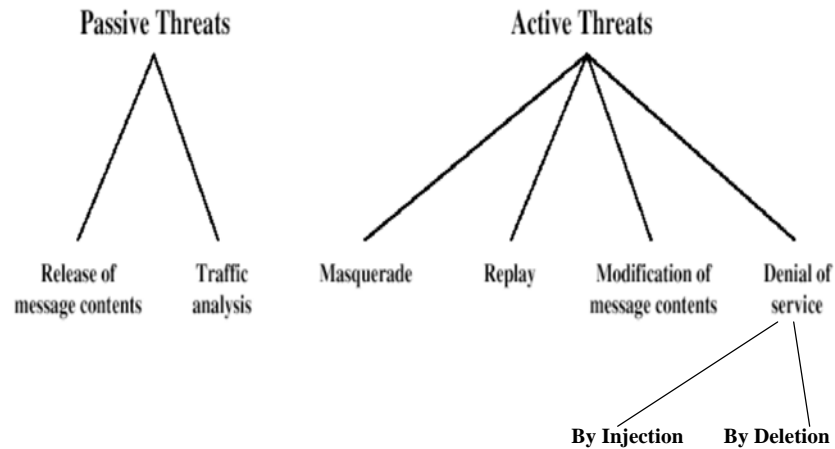 Passive Threats
Active Threats
Release of
message contents
Traffic
analysis
Masquerade
Replay
Modification of
message contents
Denial of
service
By Injection
By Deletion